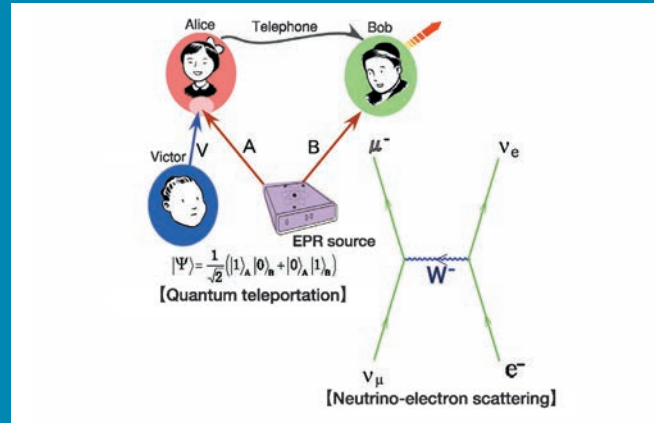 Alice
Telephone
Bob
Victor
V
A
B
EPR source
|Ψ⟩= 1/√2 (|1⟩A |0⟩B + |0⟩A |1⟩B)
【Quantum teleportation】
μ⁻
νe
W⁻
νμ
e⁻
【Neutrino-electron scattering】